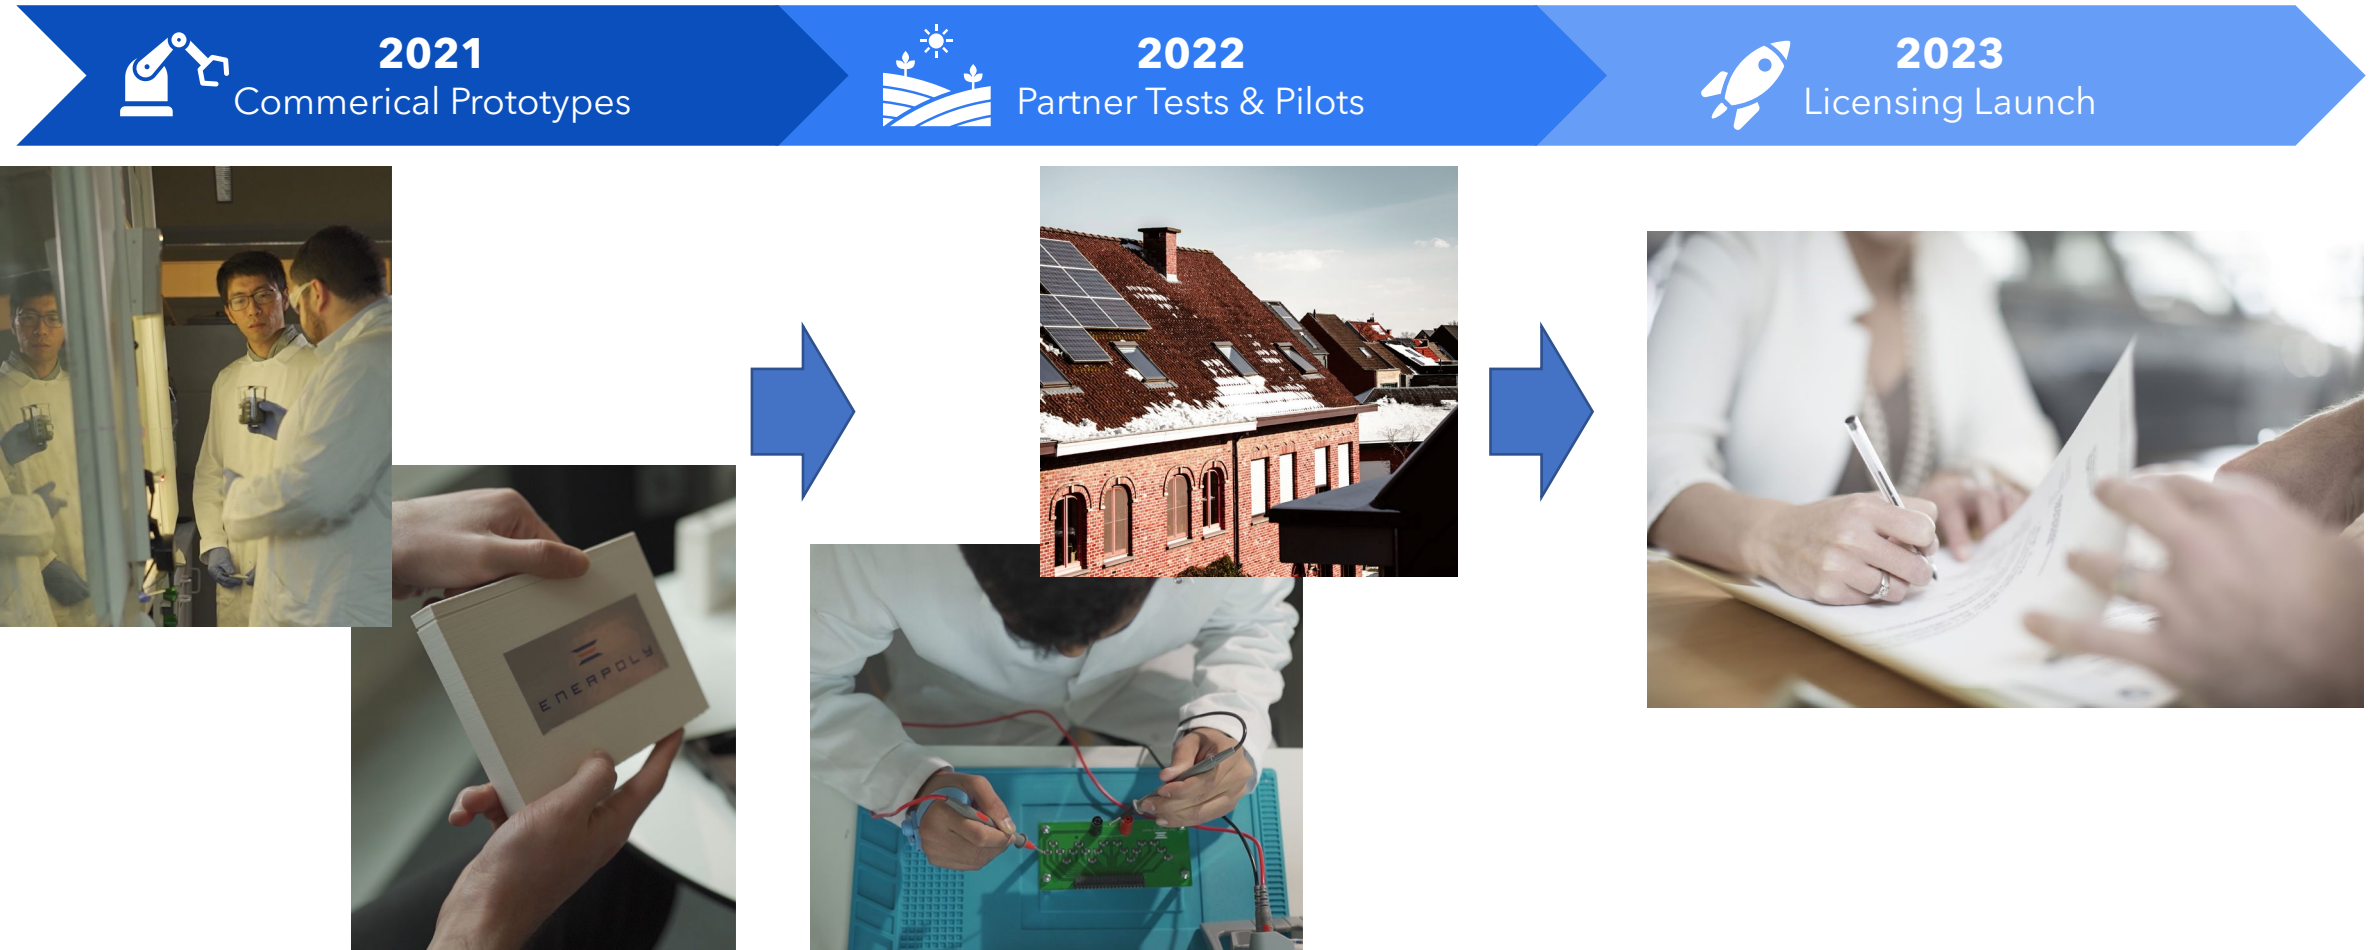 2021
Commerical Prototypes
2022
Partner Tests & Pilots
2023
Licensing Launch
ENERPOLY